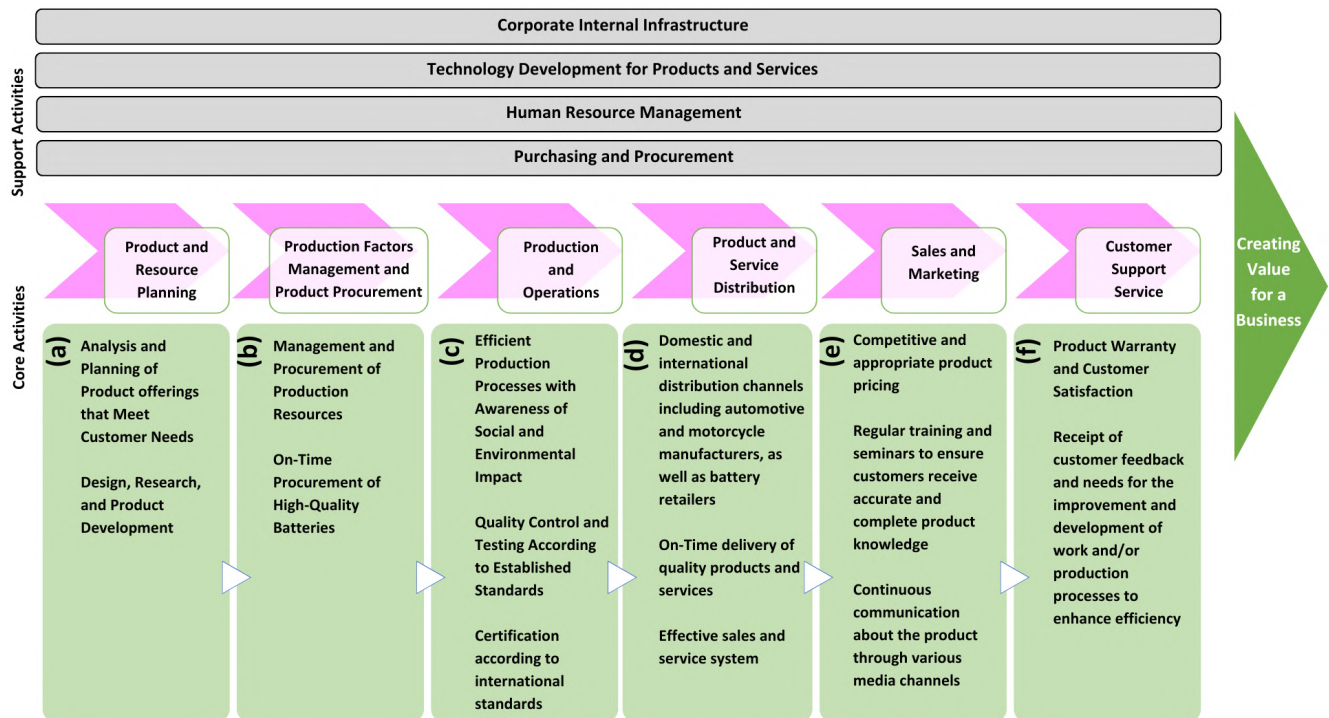 Corporate Internal Infrastructure
Technology Development for Products and Services
Human Resource Management
Purchasing and Procurement
Support Activities
Core Activities
Product and
Resource
Planning
Production Factors
Management and
Product Procurement
Production
and
Operations
Product and
Service
Distribution
Sales and
Marketing
Customer
Support
Service
Creating
Value
for a
Business
(a)
Analysis and
Planning of
Product offerings
that Meet
Customer Needs
Design, Research,
and Product
Development
(b)
Management and
Procurement of
Production
Resources
On-Time
Procurement of
High-Quality
Batteries
(c)
Efficient
Production
Processes with
Awareness of
Social and
Environmental
Impact
Quality Control and
Testing According
to Established
Standards
Certification
according to
international
standards
(d)
Domestic and
international
distribution channels
including automotive
and motorcycle
manufacturers, as
well as battery
retailers
On-Time delivery of
quality products and
services
Effective sales and
service system
(e)
Competitive and
appropriate product
pricing
Regular training and
seminars to ensure
customers receive
accurate and
complete product
knowledge
Continuous
communication
about the product
through various
media channels
(f)
Product Warranty
and Customer
Satisfaction
Receipt of
customer feedback
and needs for the
improvement and
development of
work and/or
production
processes to
enhance efficiency